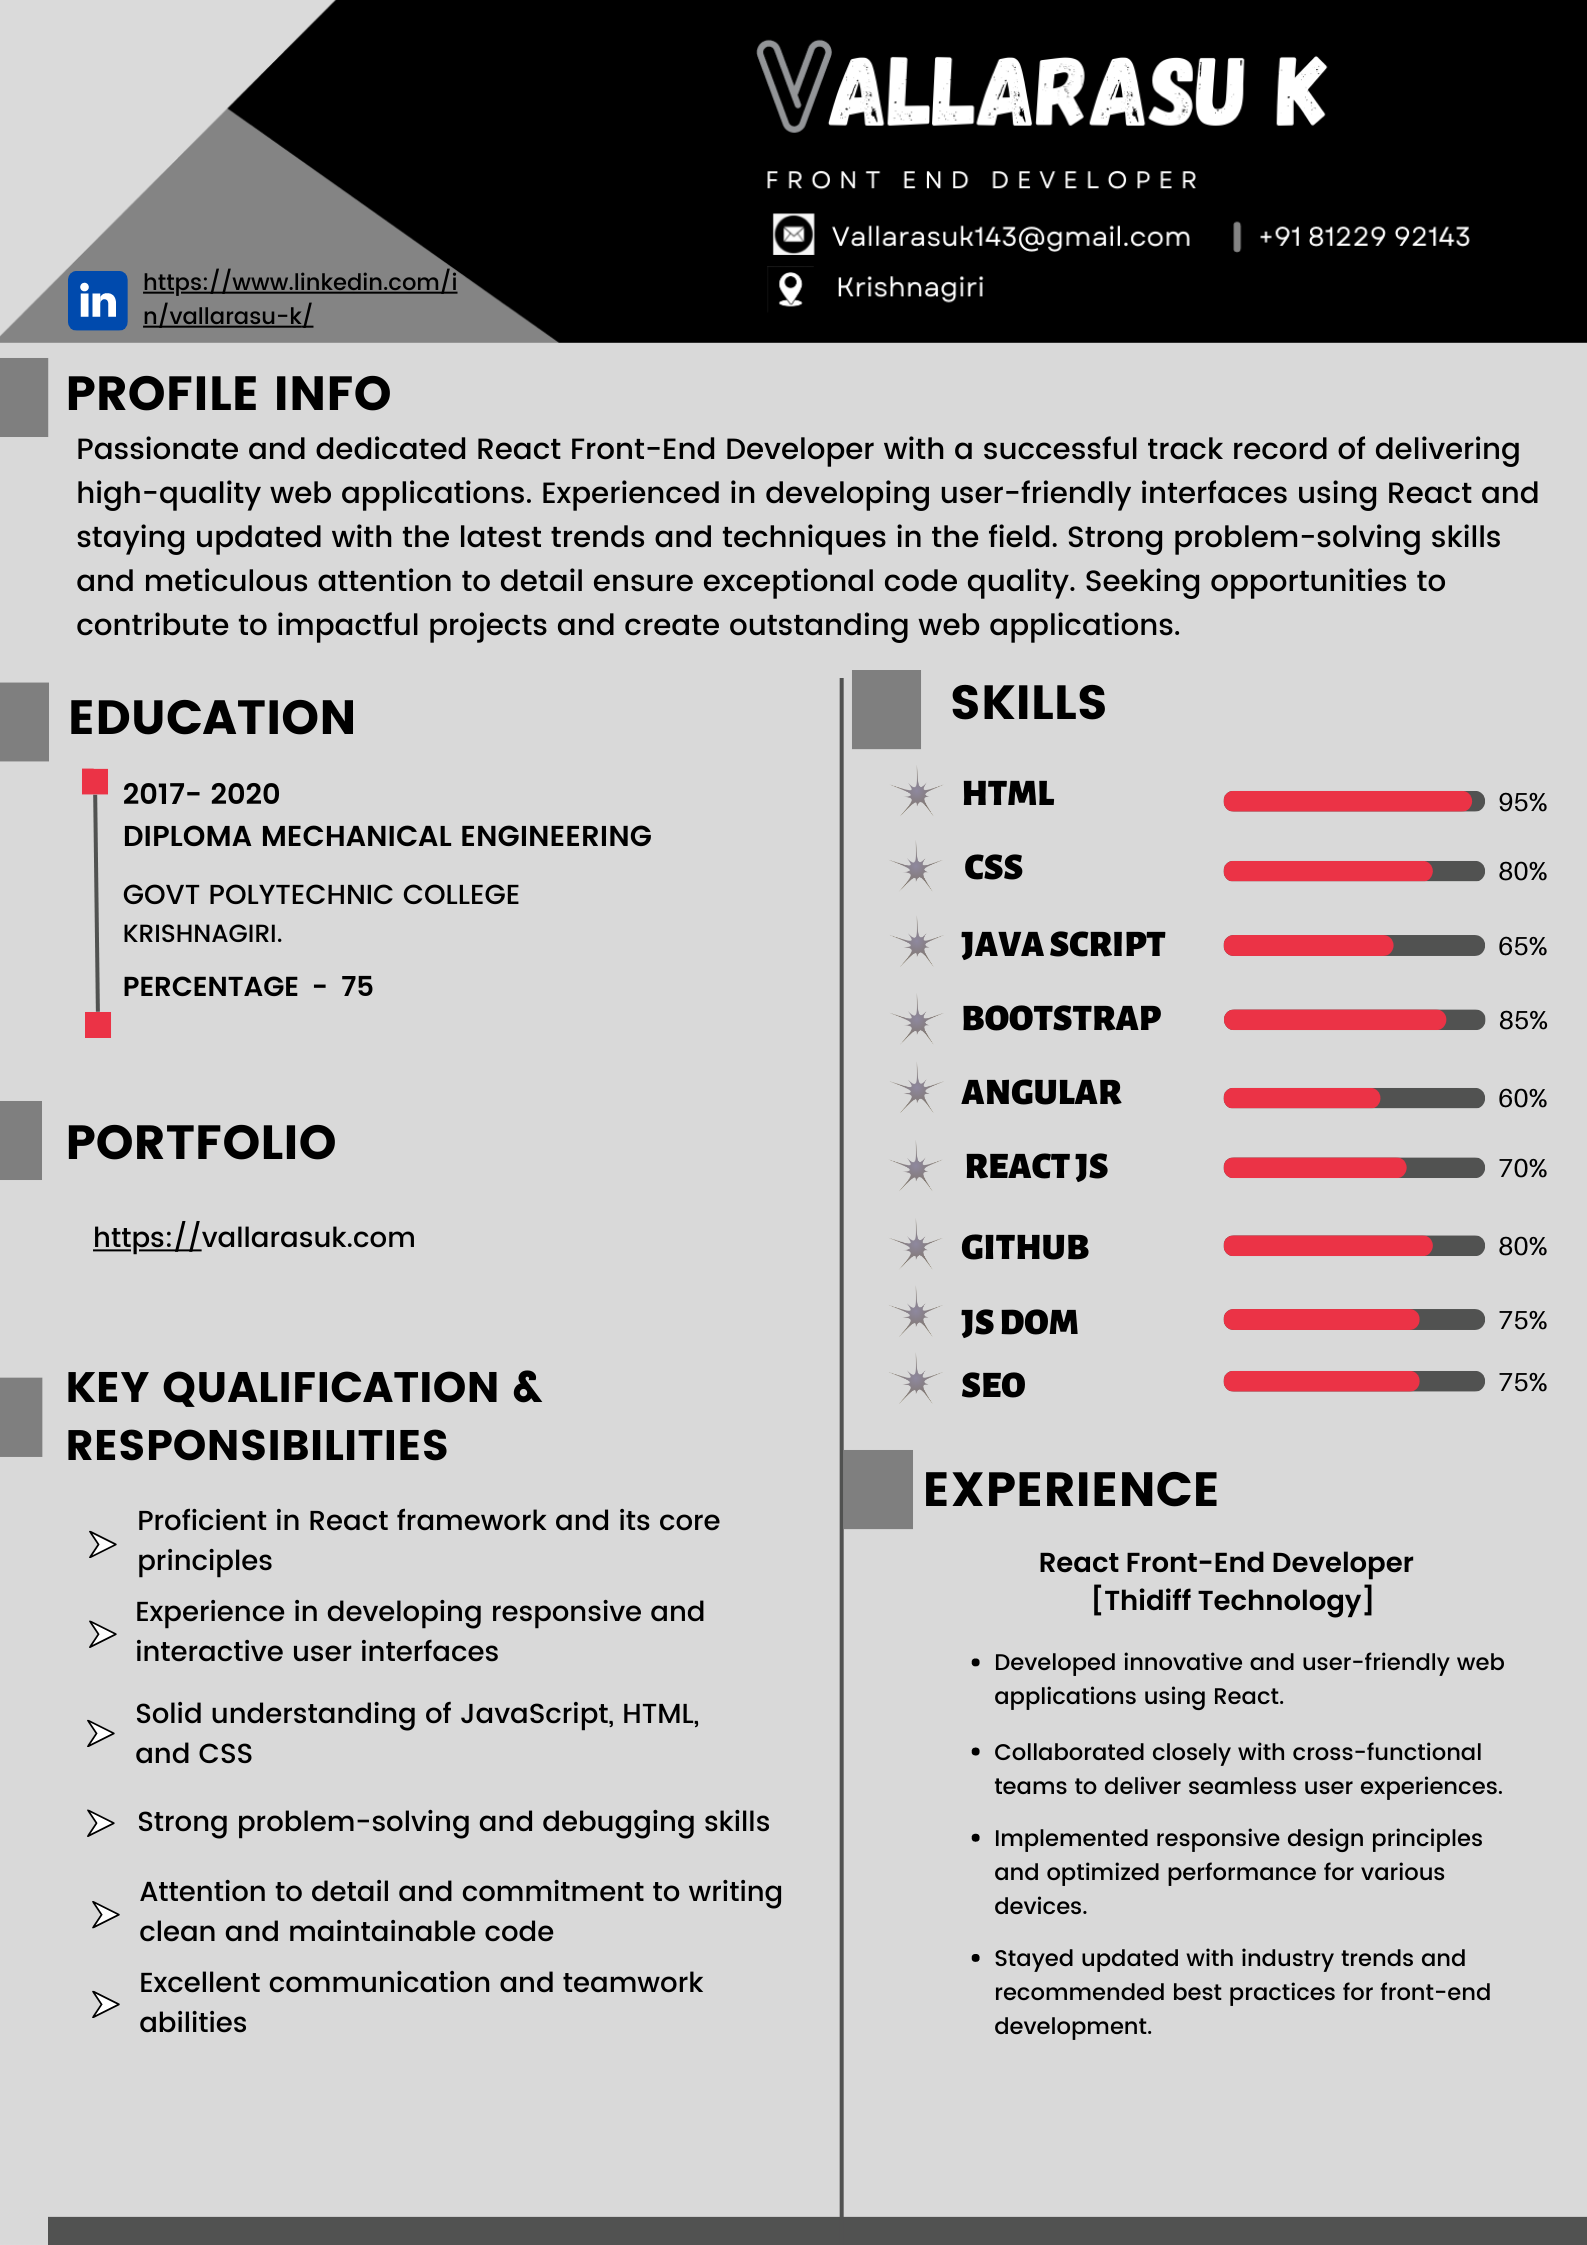 VALLARASU K
FRONT END DEVELOPER
Vallarasuk143@gmail.com | +91 81229 92143
Krishnagiri
in
https://www.linkedin.com/i
n/vallarasu-k/
PROFILE INFO
Passionate and dedicated React Front-End Developer with a successful track record of delivering
high-quality web applications. Experienced in developing user-friendly interfaces using React and
staying updated with the latest trends and techniques in the field. Strong problem-solving skills
and meticulous attention to detail ensure exceptional code quality. Seeking opportunities to
contribute to impactful projects and create outstanding web applications.
EDUCATION
2017- 2020
DIPLOMA MECHANICAL ENGINEERING
GOVT POLYTECHNIC COLLEGE
KRISHNAGIRI.
PERCENTAGE - 75
PORTFOLIO
https://vallarasuk.com
KEY QUALIFICATION &
RESPONSIBILITIES
Proficient in React framework and its core
principles
Experience in developing responsive and
interactive user interfaces
Solid understanding of JavaScript, HTML,
and CSS
Strong problem-solving and debugging skills
Attention to detail and commitment to writing
clean and maintainable code
Excellent communication and teamwork
abilities
SKILLS
HTML 95%
CSS 80%
JAVA SCRIPT 65%
BOOTSTRAP 85%
ANGULAR 60%
REACT JS 70%
GITHUB 80%
JS DOM 75%
SEO 75%
EXPERIENCE
React Front-End Developer
[Thidiff Technology]
• Developed innovative and user-friendly web
applications using React.
• Collaborated closely with cross-functional
teams to deliver seamless user experiences.
• Implemented responsive design principles
and optimized performance for various
devices.
• Stayed updated with industry trends and
recommended best practices for front-end
development.